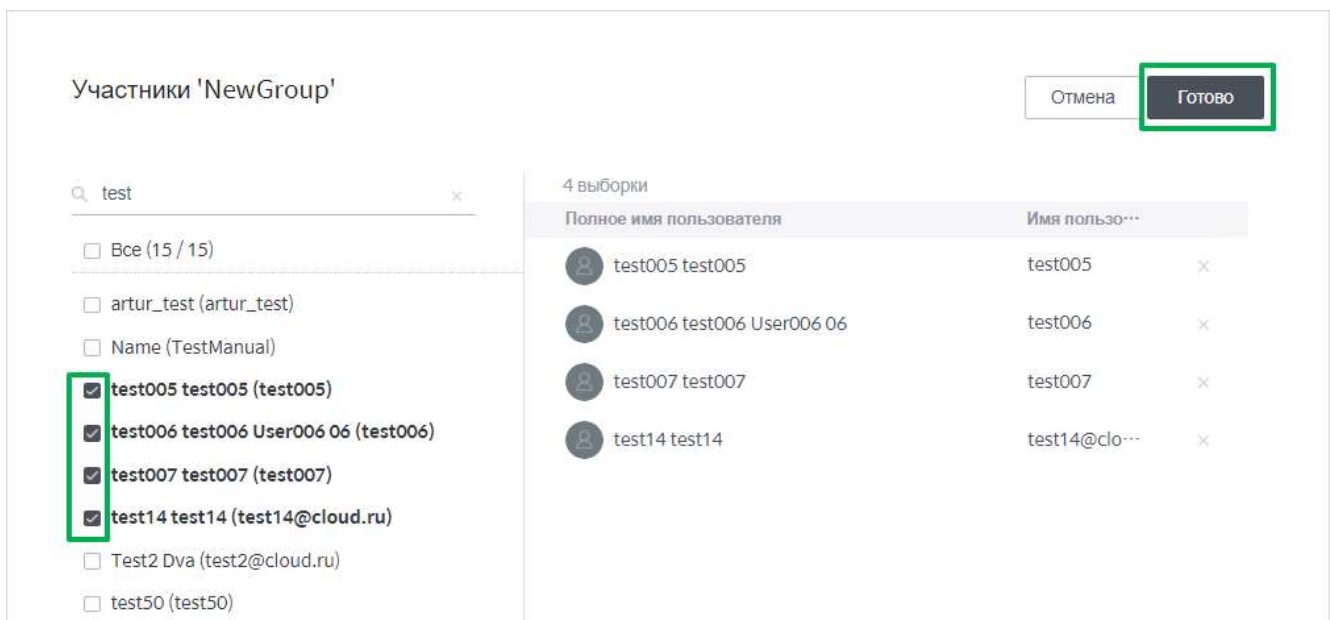 Участники 'NewGroup'
Отмена
Готово
test
Все (15 / 15)
artur_test (artur_test)
Name (TestManual)
test005 test005 (test005)
test006 test006 User006 06 (test006)
test007 test007 (test007)
test14 test14 (test14@cloud.ru)
Test2 Dva (test2@cloud.ru)
test50 (test50)
4 выборки
Полное имя пользователя Имя пользо···
test005 test005 test005
test006 test006 User006 06 test006
test007 test007 test007
test14 test14 test14@clo···